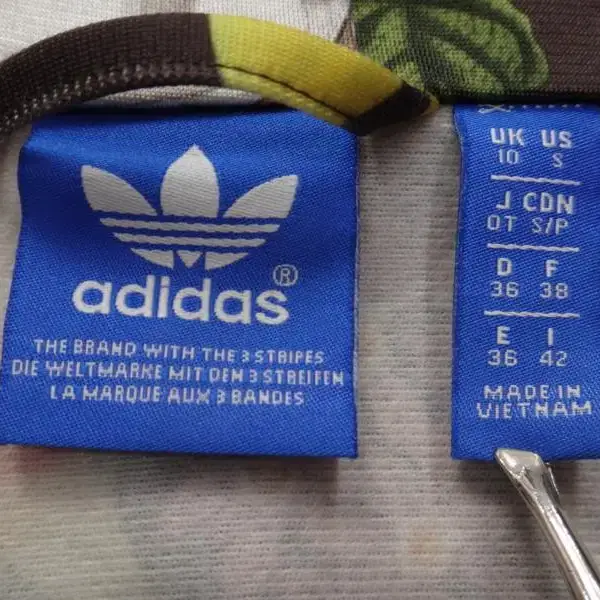 adidas®
THE BRAND WITH THE 3 STRIPES
DIE WELTMARKE MIT DEN 3 STREIFEN
LA MARQUE AUX 3 BANDES
UK US
10 S
J CDN
OT S/P
D F
36 38
E I
36 42
MADE IN
VIETNAM